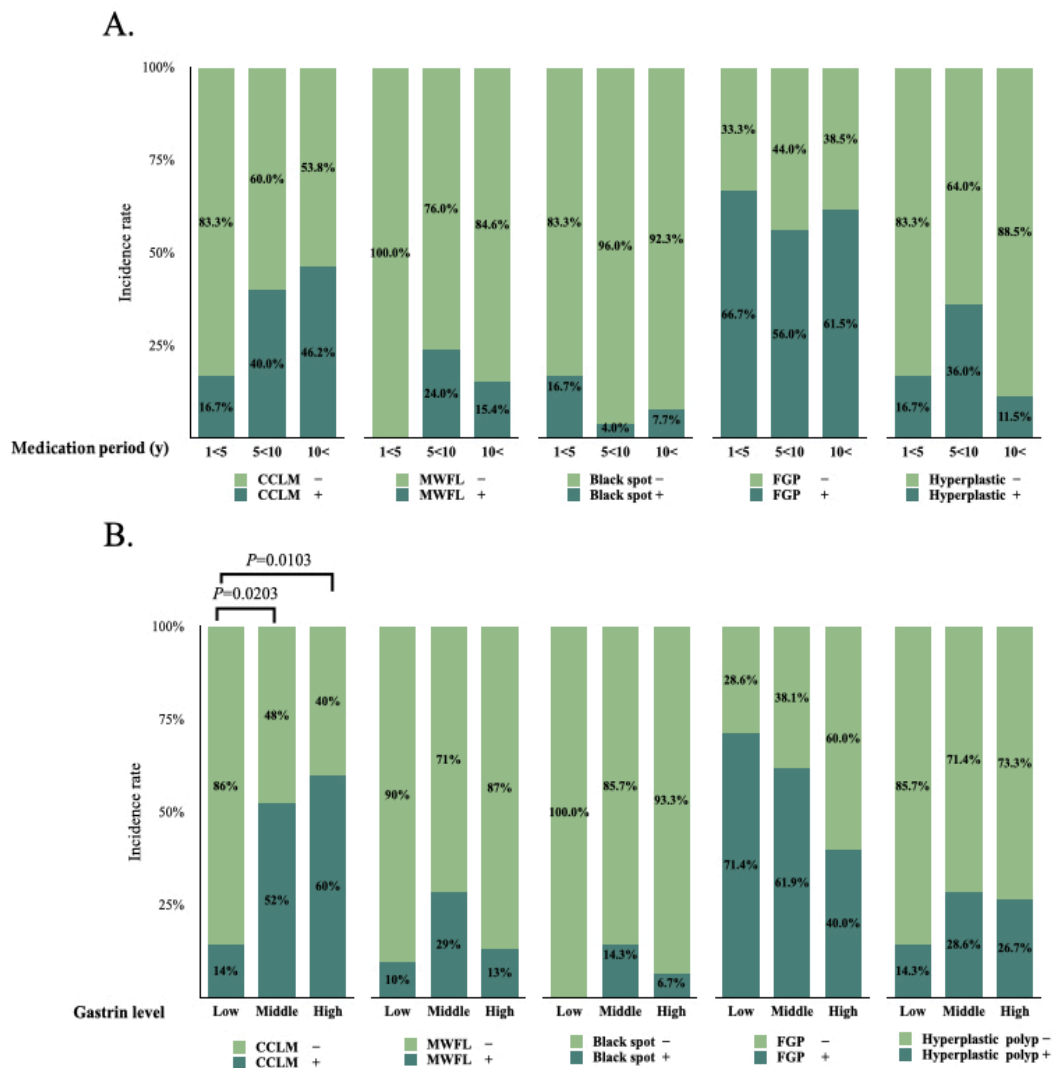 A.
100%
75%
50%
25%
Incidence rate
83.3% 60.0% 53.8% 100.0% 76.0% 84.6% 83.3% 96.0% 92.3% 33.3% 44.0% 38.5% 83.3% 64.0% 88.5%
16.7% 40.0% 46.2% 24.0% 15.4% 16.7% 4.0% 7.7% 66.7% 56.0% 61.5% 16.7% 36.0% 11.5%
Medication period (y) 1<5 5<10 10< 1<5 5<10 10< 1<5 5<10 10< 1<5 5<10 10< 1<5 5<10 10<
CCLM − MWFL − Black spot − FGP − Hyperplastic −
CCLM + MWFL + Black spot + FGP + Hyperplastic +
B.
P=0.0103
P=0.0203
100%
75%
50%
25%
Incidence rate
86% 48% 40% 90% 71% 87% 100.0% 85.7% 93.3% 28.6% 38.1% 60.0% 85.7% 71.4% 73.3%
14% 52% 60% 10% 29% 13% 14.3% 6.7% 71.4% 61.9% 40.0% 14.3% 28.6% 26.7%
Gastrin level Low Middle High Low Middle High Low Middle High Low Middle High Low Middle High
CCLM − MWFL − Black spot − FGP − Hyperplastic polyp −
CCLM + MWFL + Black spot + FGP + Hyperplastic polyp +